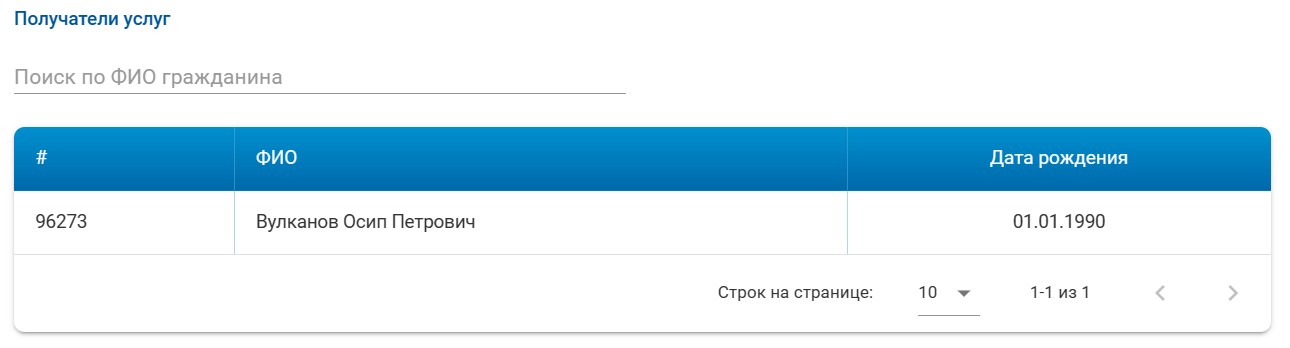 Получатели услуг
Поиск по ФИО гражданина
# ФИО Дата рождения
96273 Вулканов Осип Петрович 01.01.1990
Строк на странице: 10 1-1 из 1